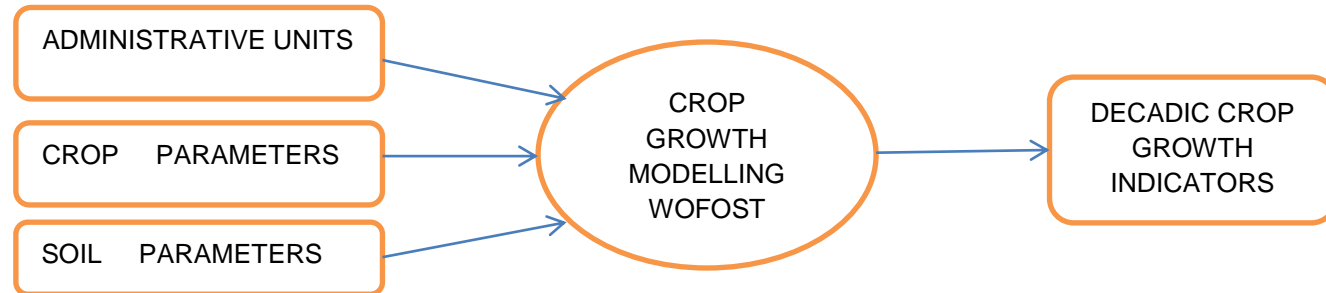 ADMINISTRATIVE UNITS
CROP PARAMETERS
SOIL PARAMETERS
CROP
GROWTH
MODELLING
WOFOST
DECADIC CROP
GROWTH
INDICATORS